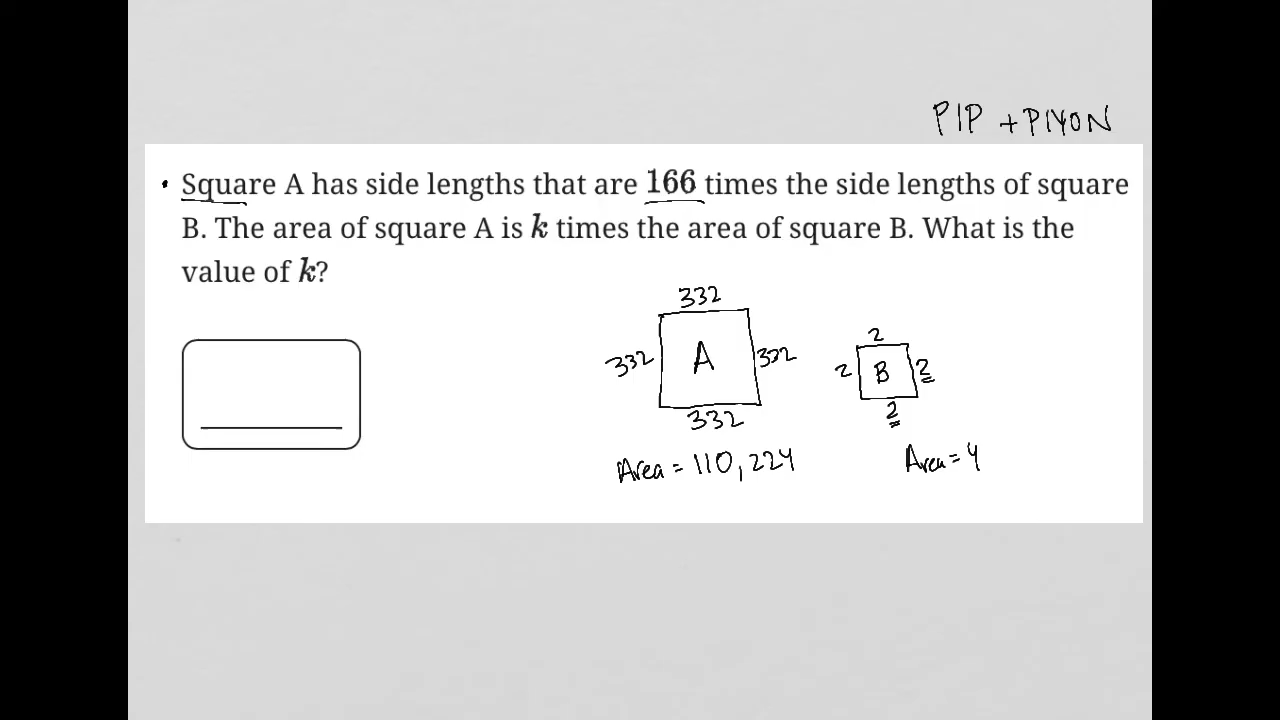 PIP + PIYON
• Square A has side lengths that are 166 times the side lengths of square
B. The area of square A is k times the area of square B. What is the
value of k?
332
332 A 332
332
Area = 110,224
2
2 B 2
2
Area = 4